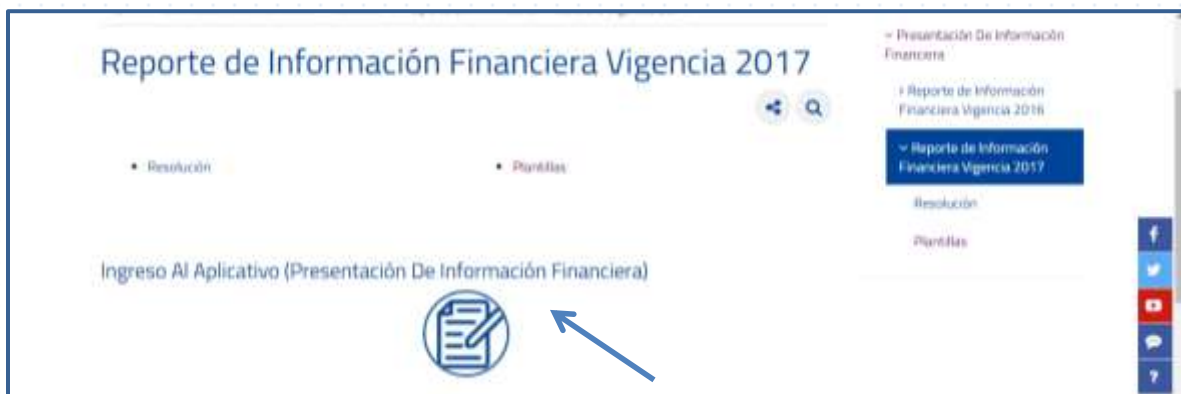 Reporte de Información Financiera Vigencia 2017
• Resolución
• Plantillas
Ingreso Al Aplicativo (Presentación De Información Financiera)
Presentación De Información
Financiera
Reporte de Información
Financiera Vigencia 2016
Reporte de Información
Financiera Vigencia 2017
Resolución
Plantillas